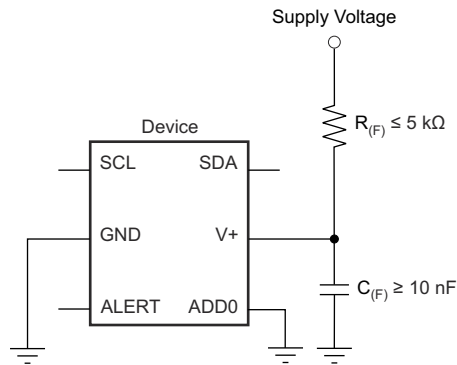 Supply Voltage
R(F) ≤ 5 kΩ
Device
SCL SDA
GND V+
C(F) ≥ 10 nF
ALERT ADD0